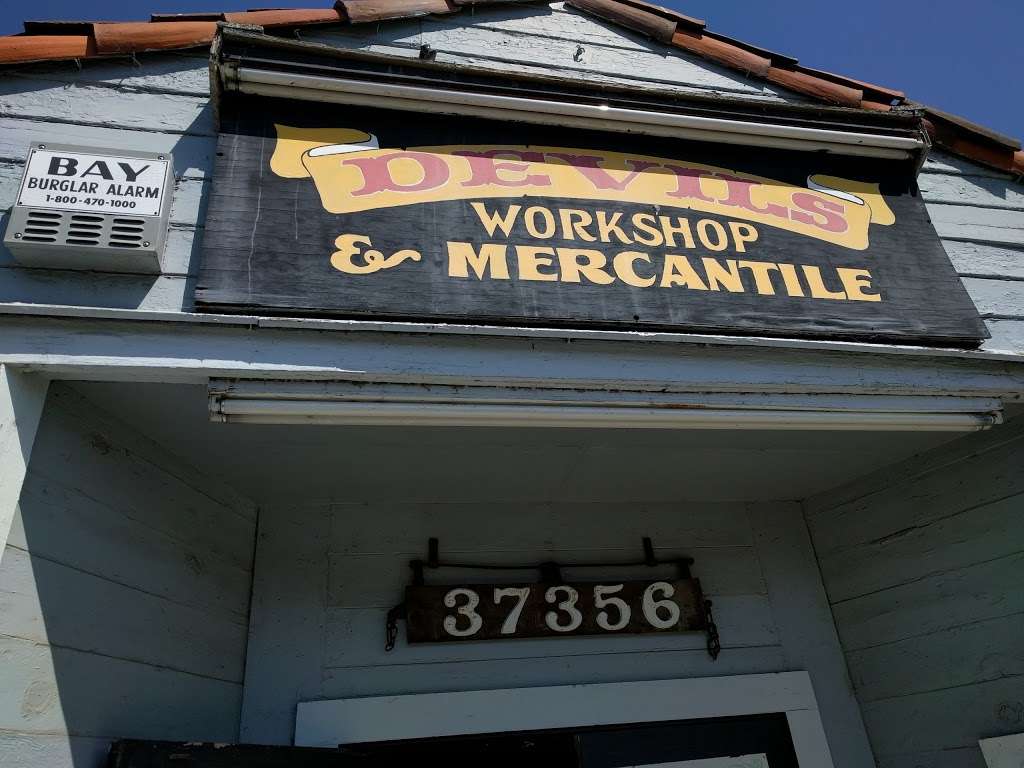 BAY
BURGLAR ALARM
1-800-470-1000
DEVILS
WORKSHOP
& MERCANTILE
37356